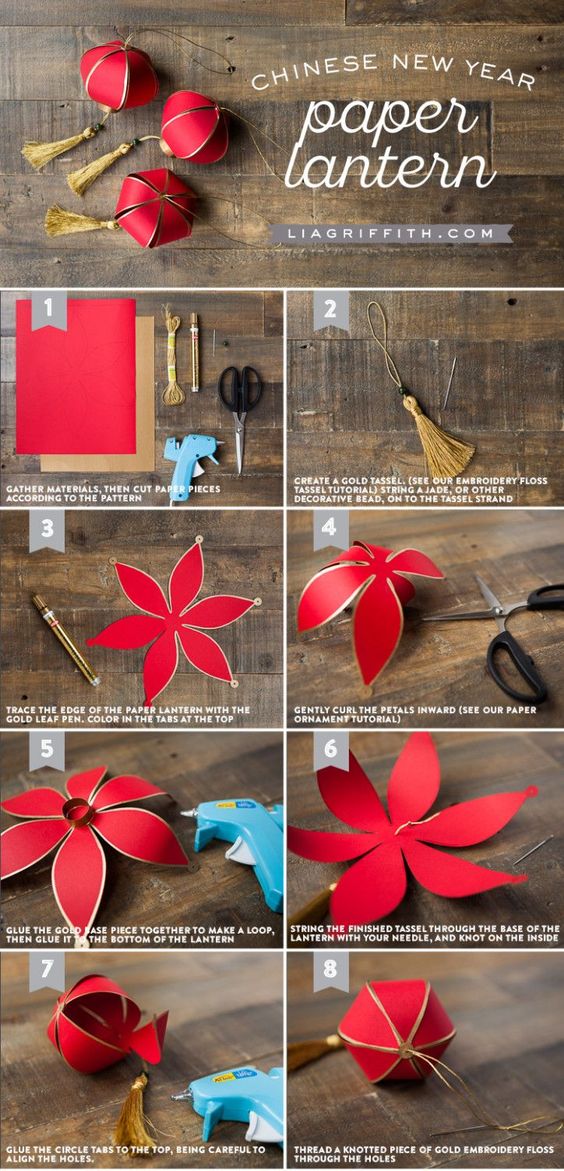 CHINESE NEW YEAR
paper
lantern
LIAGRIFFITH.COM
1
GATHER MATERIALS, THEN CUT PAPER PIECES
ACCORDING TO THE PATTERN
2
CREATE A GOLD TASSEL. (SEE OUR EMBROIDERY FLOSS
TASSEL TUTORIAL) STRING A JADE, OR OTHER
DECORATIVE BEAD, ON TO THE TASSEL STRAND
3
TRACE THE EDGE OF THE PAPER LANTERN WITH THE
GOLD LEAF PEN. COLOR IN THE TABS AT THE TOP
4
GENTLY CURL THE PETALS INWARD (SEE OUR PAPER
ORNAMENT TUTORIAL)
5
GLUE THE GOLD BASE PIECE TOGETHER TO MAKE A LOOP,
THEN GLUE IT TO THE BOTTOM OF THE LANTERN
6
STRING THE FINISHED TASSEL THROUGH THE BASE OF THE
LANTERN WITH YOUR NEEDLE, AND KNOT ON THE INSIDE
7
GLUE THE CIRCLE TABS TO THE TOP, BEING CAREFUL TO
ALIGN THE HOLES.
8
THREAD A KNOTTED PIECE OF GOLD EMBROIDERY FLOSS
THROUGH THE HOLES